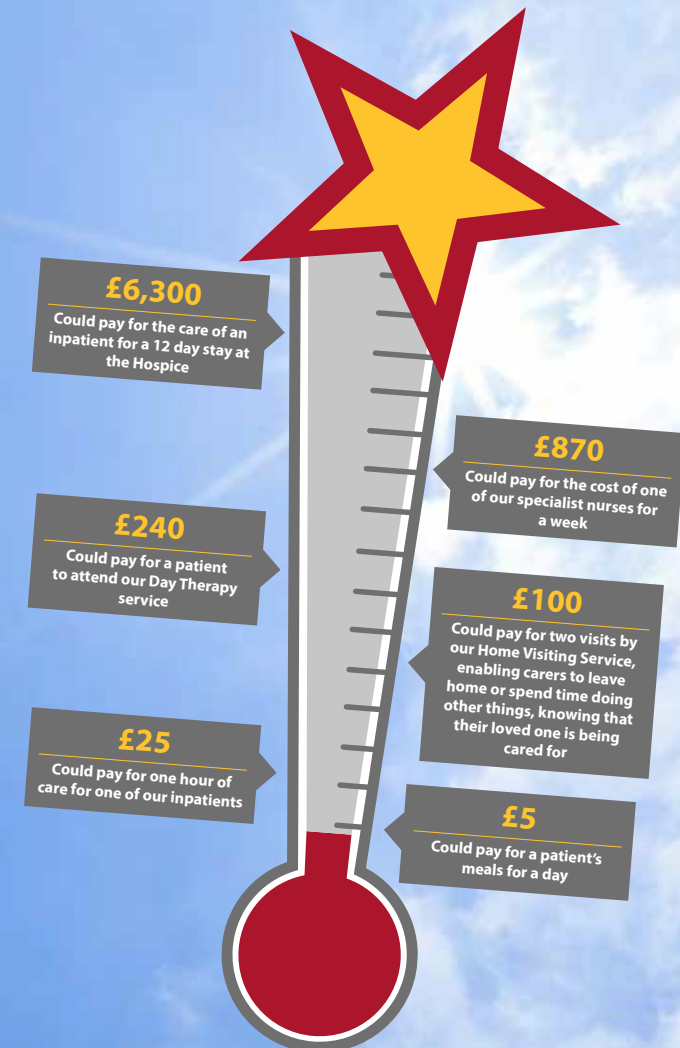 £6,300
Could pay for the care of an
inpatient for a 12 day stay at
the Hospice
£870
Could pay for the cost of one
of our specialist nurses for
a week
£240
Could pay for a patient
to attend our Day Therapy
service
£100
Could pay for two visits by
our Home Visiting Service,
enabling carers to leave
home or spend time doing
other things, knowing that
their loved one is being
cared for
£25
Could pay for one hour of
care for one of our inpatients
£5
Could pay for a patient's
meals for a day